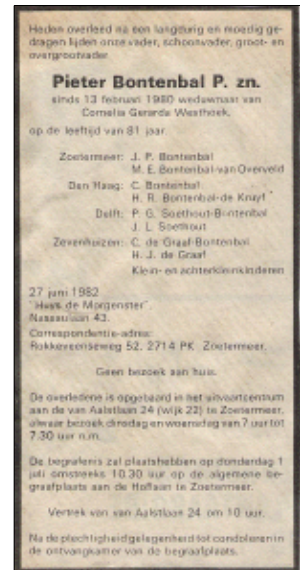 Heden overleed na een langdurig en moedig ge-
dragen lijden onze vader, schoonvader, groot- en
overgrootvader
Pieter Bontenbal P. zn.
sinds 13 februari 1980 weduwnaar van
Cornelia Gerarda Westhoek.
op de leeftijd van 81 jaar.
Zoetermeer: J. P. Bontenbal
M. E. Bontenbal-van Overveld
Den Haag: C. Bontenbal
H. R. Bontenbal-de Kruyf
Delft: P. G. Soethout-Bontenbal
J. L. Soethout
Zevenhuizen: C. de Graaf-Bontenbal
H. J. de Graaf
Klein- en achterkleinkinderen
27 juni 1982
"Huize de Morgenster".
Nassaulaan 43.
Correspondentie-adres:
Rokkeveenseweg 52, 2714 PK Zoetermeer.
Geen bezoek aan huis.
De overledene is opgebaard in het uitvaartcentrum
aan de van Aalstlaan 24 (wijk 22) te Zoetermeer,
alwaar bezoek dinsdag en woensdag van 7 uur tot
7.30 uur n.m.
De begrafenis zal plaatshebben op donderdag 1
juli omstreeks 10.30 uur op de algemene be-
graafplaats aan de Hoflaan te Zoetermeer.
Vertrek van van Aalstlaan 24 om 10 uur.
Na de plechtigheid gelegenheid tot condoleren in
de ontvangkamer van de begraafplaats.